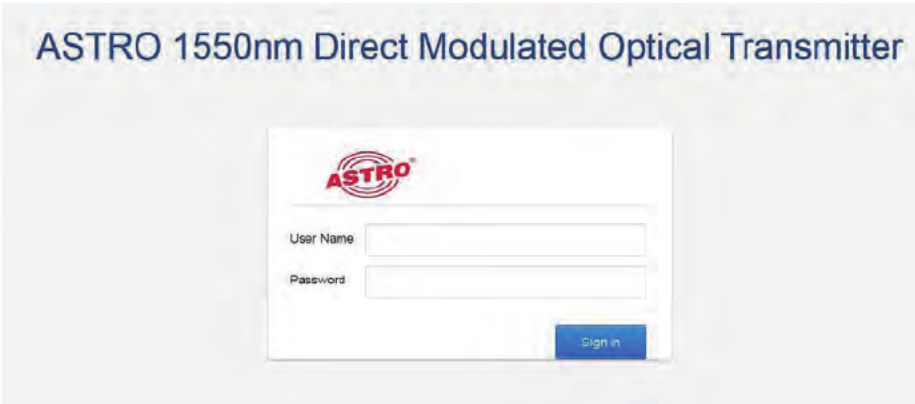 ASTRO 1550nm Direct Modulated Optical Transmitter
ASTRO®
User Name
Password
Sign in